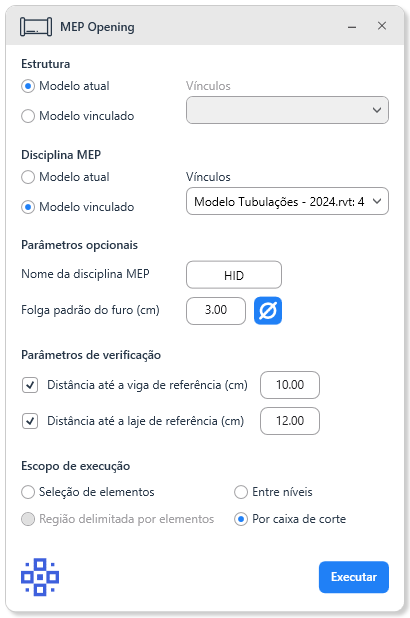 MEP Opening
Estrutura
Modelo atual
Vínculos
Modelo vinculado
Disciplina MEP
Modelo atual
Vínculos
Modelo vinculado
Modelo Tubulações - 2024.rvt: 4
Parâmetros opcionais
Nome da disciplina MEP
HID
Folga padrão do furo (cm)
3.00
Parâmetros de verificação
Distância até a viga de referência (cm)
10.00
Distância até a laje de referência (cm)
12.00
Escopo de execução
Seleção de elementos
Entre níveis
Região delimitada por elementos
Por caixa de corte
Executar